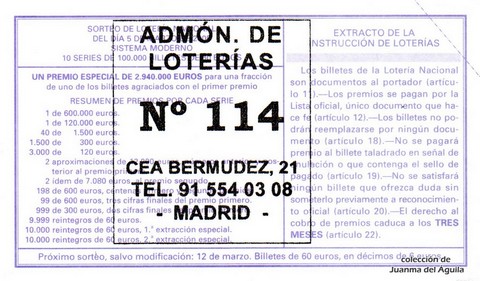 SORTEO DE
DEL DÍA 5 DE
SISTEMA MODERNO
10 SERIES DE 100.000 BILLETES
UN PREMIO ESPECIAL DE 2.940.000 EUROS para una fracción
de uno de los billetes agraciados con el primer premio
RESUMEN DE PREMIOS POR CADA SERIE
1 de 600.000 euros.
1 de 120.000 euros.
40 de 1.500 euros.
1.500 de 300 euros.
3.000 de 120 euros.
2 aproximaciones
terior al premio
2 ídem de 7.080 euros, al premio segundo.
198 de 600 euros, centena
99 de 600 euros, tres cifras finales del primer
999 de 300 euros, dos cifras finales del
9.999 reintegros de 60 euros,
10.000 reintegros de 60 euros, 1.ª extracción especial.
10.000 reintegros de 60 euros, 2.ª extracción especial.
ADMÓN. DE
LOTERÍAS
Nº 114
CEA BERMUDEZ, 21
TEL. 91 554 03 08
- MADRID -
EXTRACTO DE LA
INSTRUCCIÓN DE LOTERÍAS
Los billetes de la Lotería Nacional
son documentos al portador (artícu-
lo 1.º).—Los premios se pagan por la
Lista oficial, único documento que ha-
ce fe (artículo 12).—Los billetes no po-
drán reemplazarse por ningún docu-
mento (artículo 18).—No se pagará
premio al billete taladrado en señal de
anulación o que contenga el sello de
pagado (artículo 19).—No se satisfará
ningún billete que ofrezca duda sin
someterlo previamente a reconocimien-
to oficial (artículo 20).—El derecho al
cobro de premios caduca a los TRES
MESES (artículo 22).
Próximo sorteo, salvo modificación: 12 de marzo. Billetes de 60 euros, en décimos de 6 euros.
colección de
Juanma del Aguila